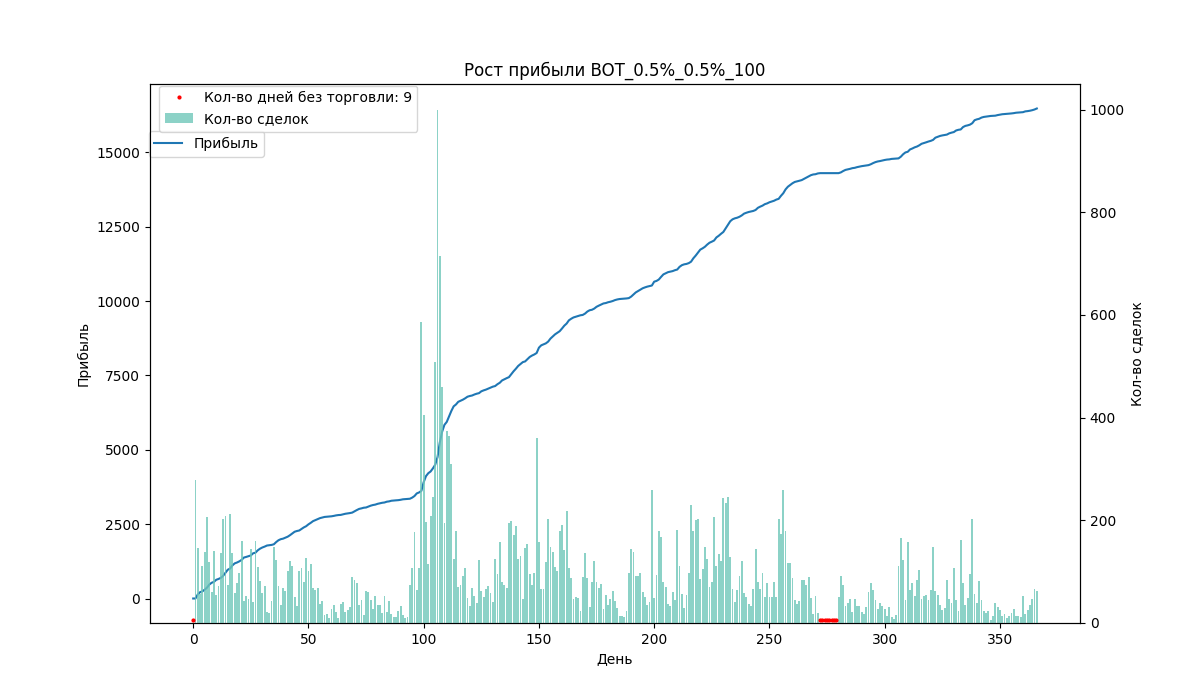 Рост прибыли BOT_0.5%_0.5%_100
Кол-во дней без торговли: 9
Кол-во сделок
Прибыль
15000
12500
10000
7500
5000
2500
0
Прибыль
1000
800
600
400
200
0
Кол-во сделок
0 50 100 150 200 250 300 350
День